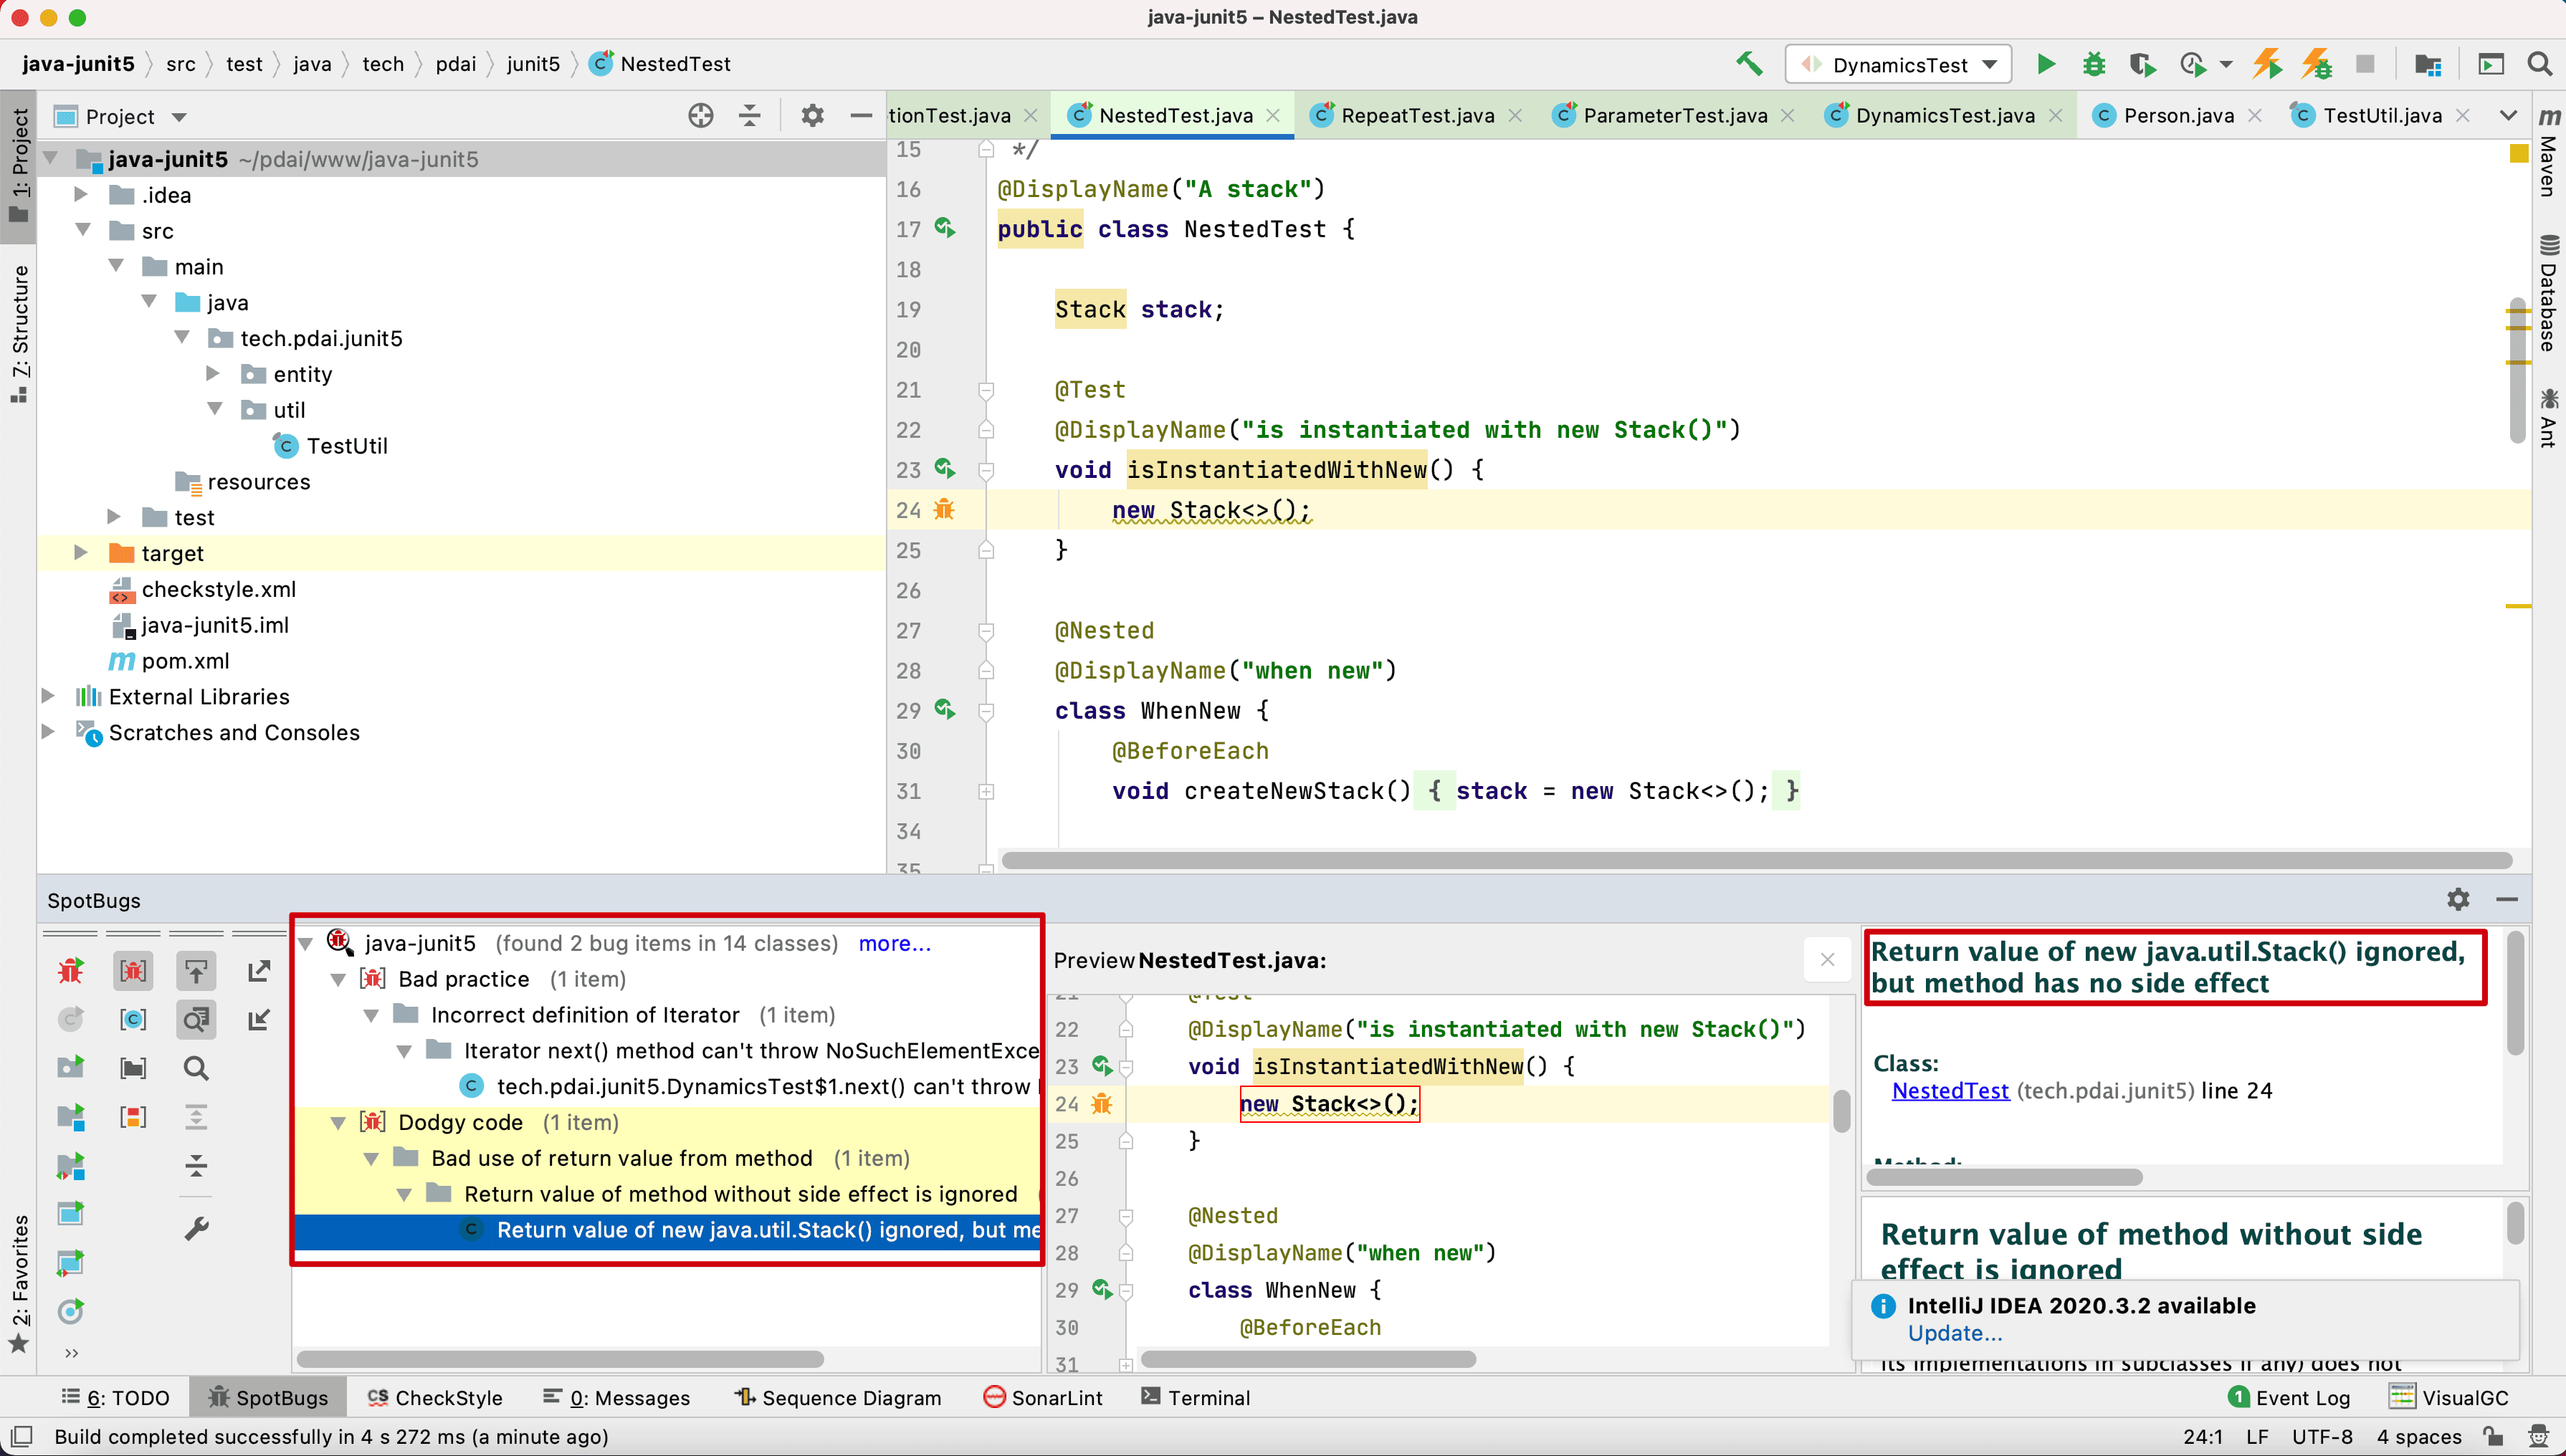 java-junit5 – NestedTest.java
java-junit5 src test java tech pdai junit5 NestedTest
DynamicsTest
1: Project
7: Structure
2: Favorites
Project
tionTest.java NestedTest.java RepeatTest.java ParameterTest.java DynamicsTest.java Person.java TestUtil.java
Maven
Database
Ant
java-junit5 ~/pdai/www/java-junit5
.idea
src
main
java
tech.pdai.junit5
entity
util
TestUtil
resources
test
target
checkstyle.xml
java-junit5.iml
pom.xml
External Libraries
Scratches and Consoles
15 */
16 @DisplayName("A stack")
17 public class NestedTest {
18
19 Stack stack;
20
21 @Test
22 @DisplayName("is instantiated with new Stack()")
23 void isInstantiatedWithNew() {
24 new Stack<>();
25 }
26
27 @Nested
28 @DisplayName("when new")
29 class WhenNew {
30 @BeforeEach
31 void createNewStack() { stack = new Stack<>(); }
34
35
SpotBugs
java-junit5 (found 2 bug items in 14 classes) more...
Bad practice (1 item)
Incorrect definition of Iterator (1 item)
Iterator next() method can't throw NoSuchElementExce
tech.pdai.junit5.DynamicsTest$1.next() can't throw
Dodgy code (1 item)
Bad use of return value from method (1 item)
Return value of method without side effect is ignored
Return value of new java.util.Stack() ignored, but me
Preview NestedTest.java:
21 @Test
22 @DisplayName("is instantiated with new Stack()")
23 void isInstantiatedWithNew() {
24 new Stack<>();
25 }
26
27 @Nested
28 @DisplayName("when new")
29 class WhenNew {
30 @BeforeEach
31
Return value of new java.util.Stack() ignored,
but method has no side effect
Class:
NestedTest (tech.pdai.junit5) line 24
Method:
Return value of method without side
effect is ignored
IntelliJ IDEA 2020.3.2 available
Update...
its implementations in subclasses if any) does not
6: TODO SpotBugs CheckStyle 0: Messages Sequence Diagram SonarLint Terminal 1 Event Log VisualGC
Build completed successfully in 4 s 272 ms (a minute ago) 24:1 LF UTF-8 4 spaces